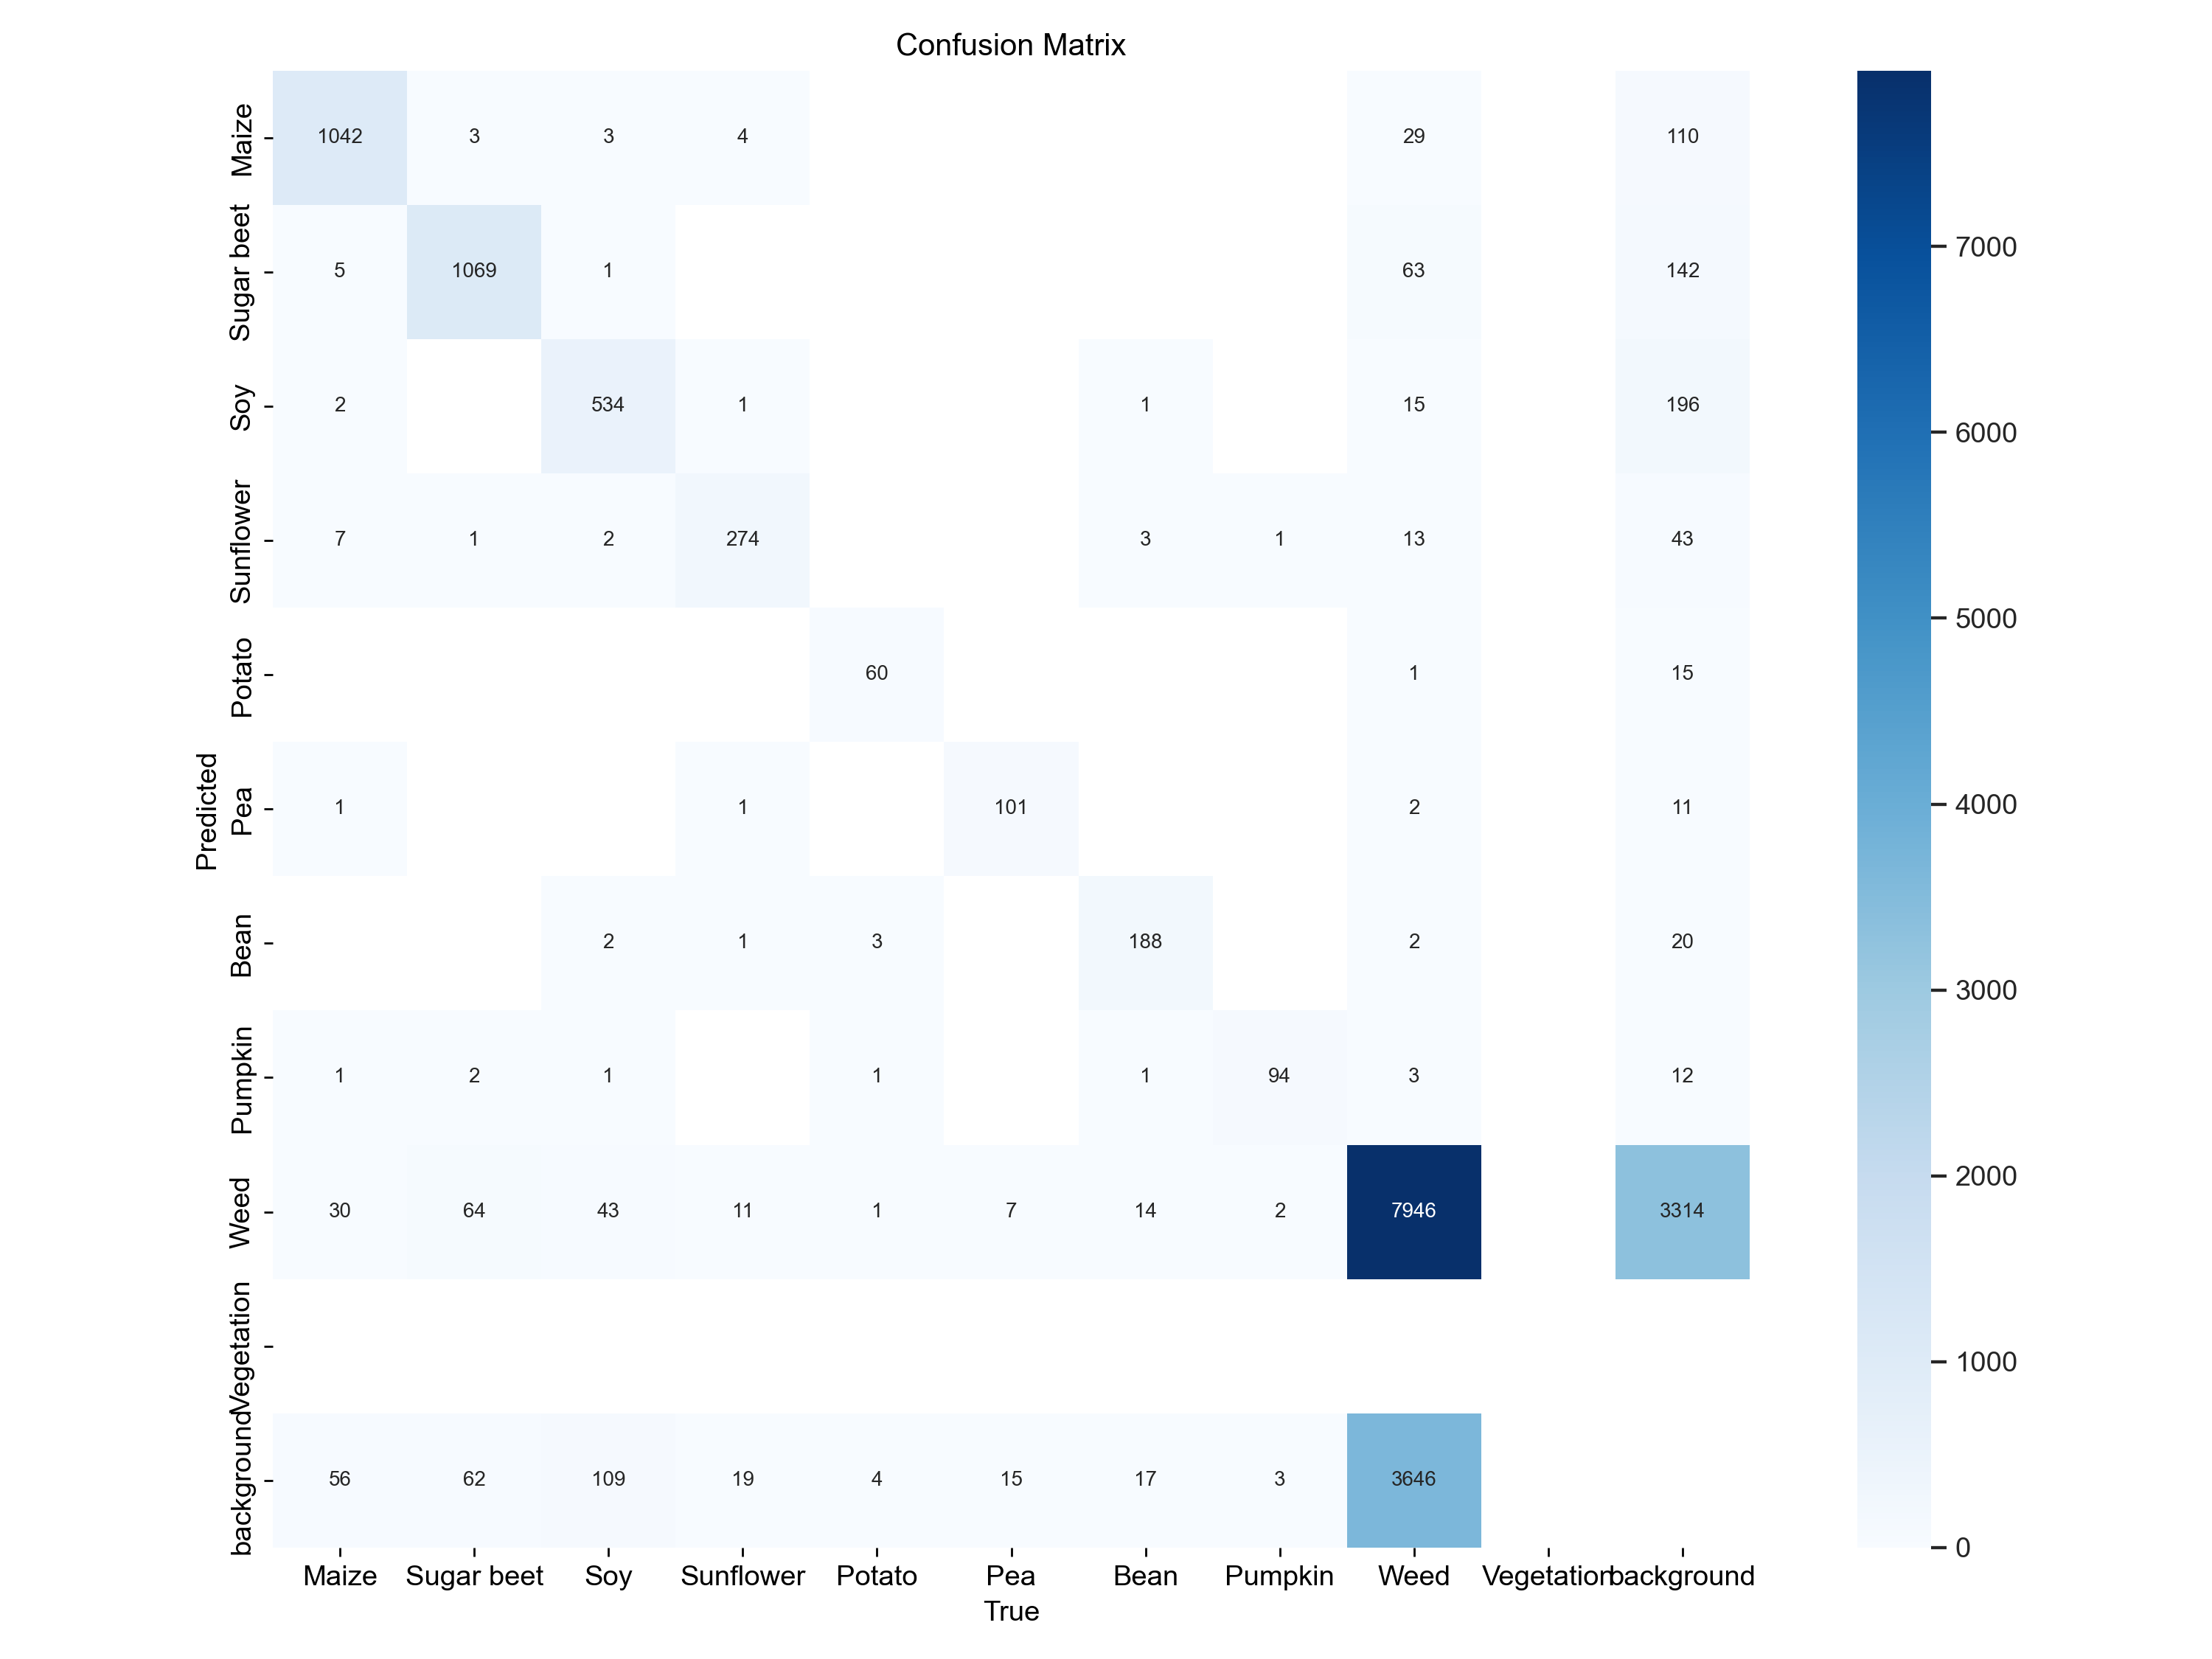 Confusion Matrix
Maize 1042 3 3 4 29 110
Sugar beet 5 1069 1 63 142
Soy 2 534 1 1 15 196
Sunflower 7 1 2 274 3 1 13 43
Potato 60 1 15
Pea 1 1 101 2 11
Bean 2 1 3 188 2 20
Pumpkin 1 2 1 1 1 94 3 12
Weed 30 64 43 11 1 7 14 2 7946 3314
Vegetation
background 56 62 109 19 4 15 17 3 3646
Predicted
Maize Sugar beet Soy Sunflower Potato Pea Bean Pumpkin Weed Vegetation background
True
7000
6000
5000
4000
3000
2000
1000
0